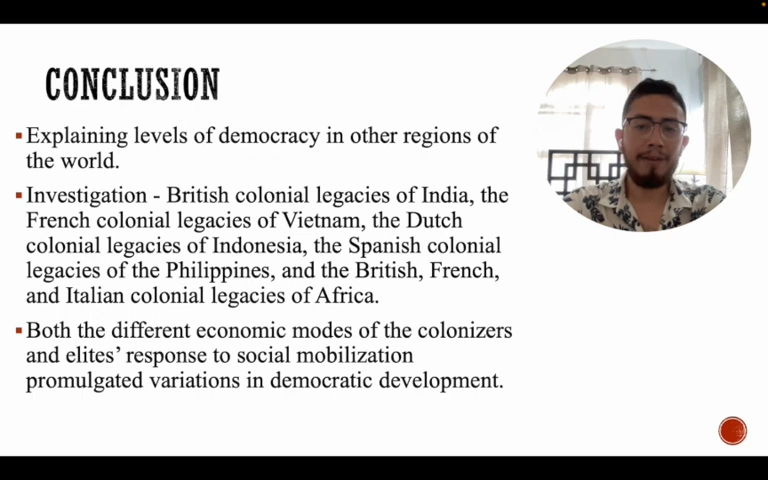 CONCLUSION
Explaining levels of democracy in other regions of
the world.
Investigation - British colonial legacies of India, the
French colonial legacies of Vietnam, the Dutch
colonial legacies of Indonesia, the Spanish colonial
legacies of the Philippines, and the British, French,
and Italian colonial legacies of Africa.
Both the different economic modes of the colonizers
and elites’ response to social mobilization
promulgated variations in democratic development.